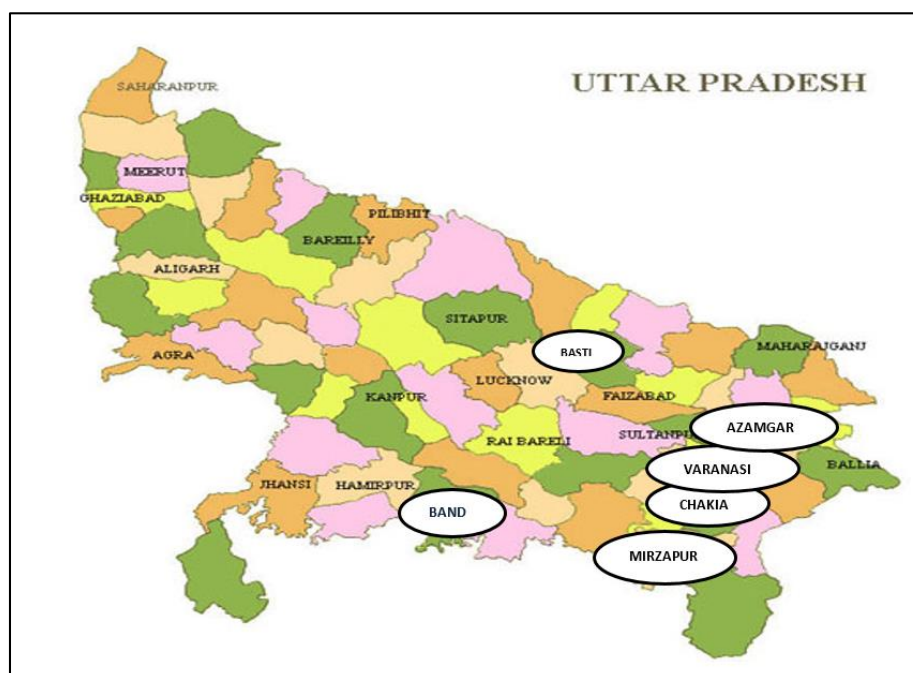 UTTAR PRADESH
SAHARANPUR
MEERUT
GHAZIABAD
PILIBHIT
BAREILLY
ALIGARH
SITAPUR
BASTI
MAHARAJGANJ
AGRA
LUCKNOW
KANPUR
FAIZABAD
AZAMGAR
RAI BARELI
SULTANPU
VARANASI
BALLIA
JHANSI
HAMIRPUR
CHAKIA
BAND
MIRZAPUR